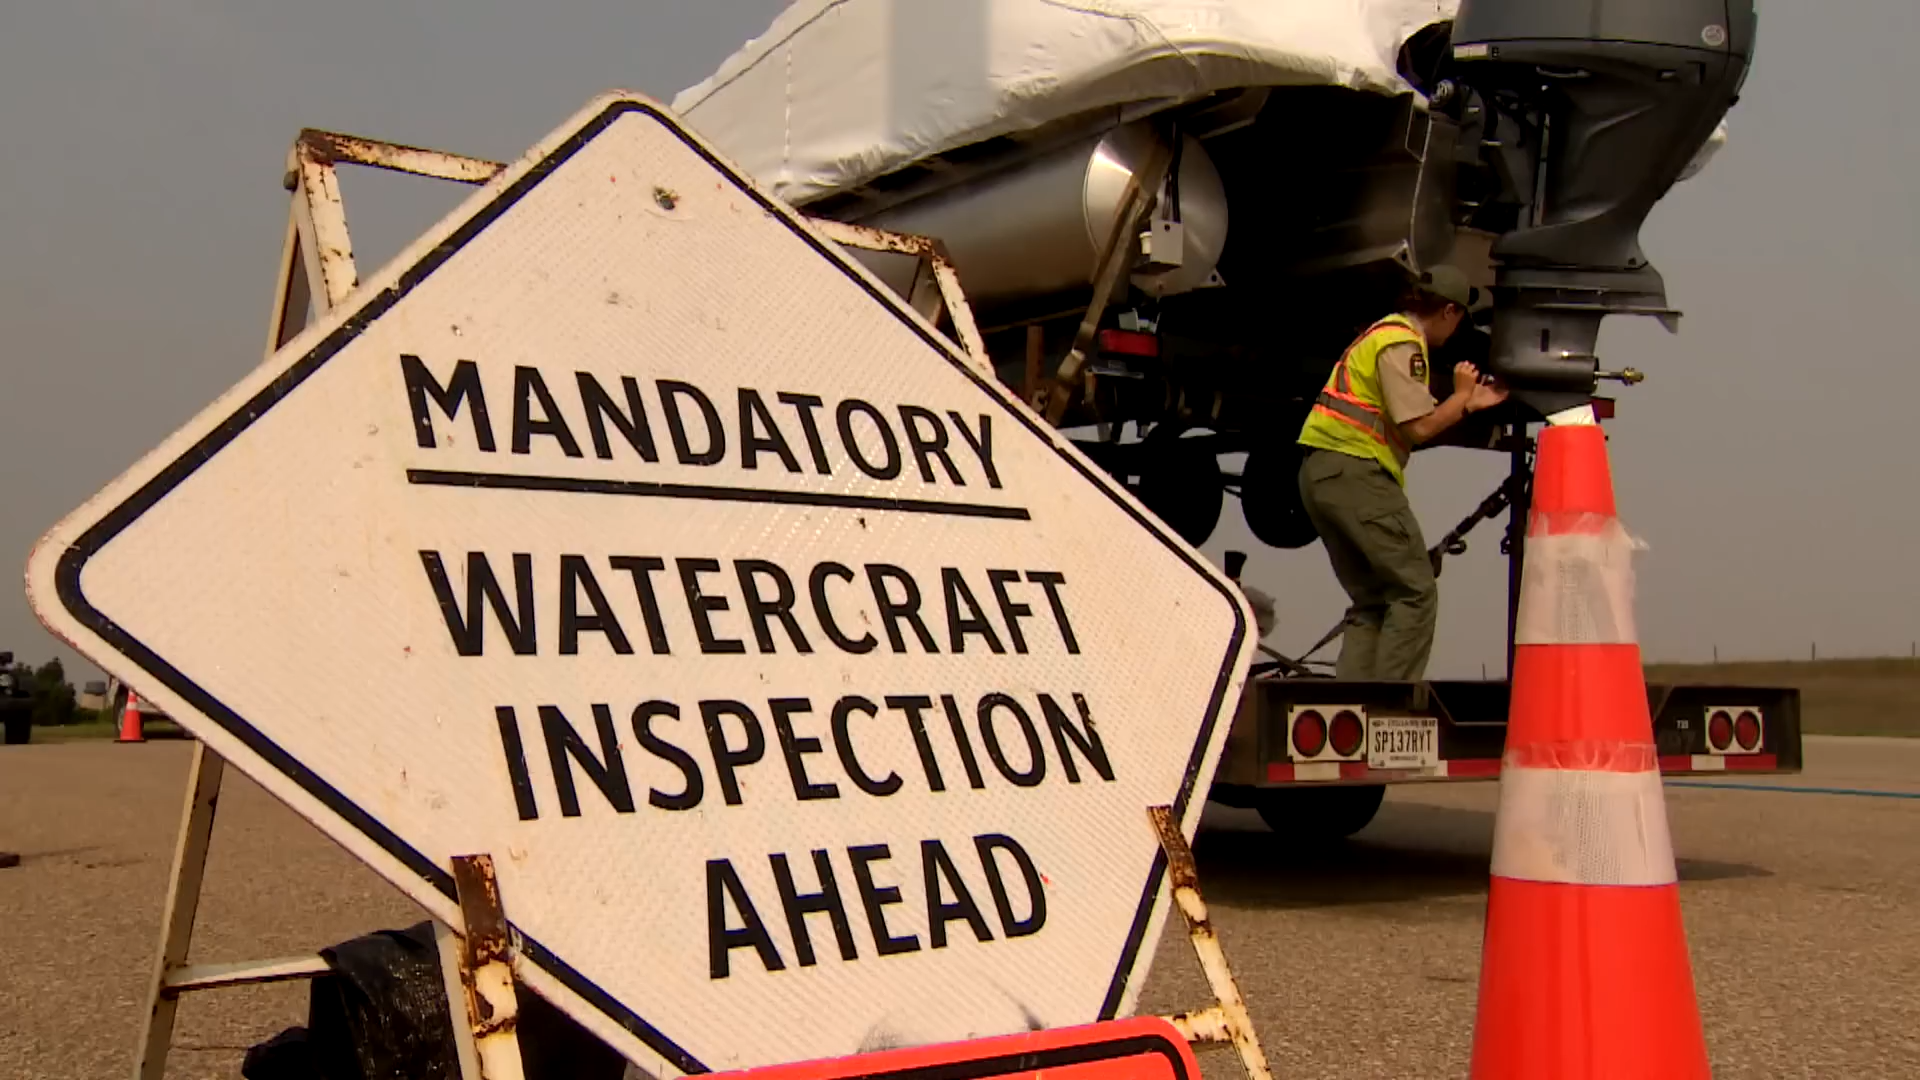 MANDATORY
WATERCRAFT
INSPECTION
AHEAD
SP137RYT